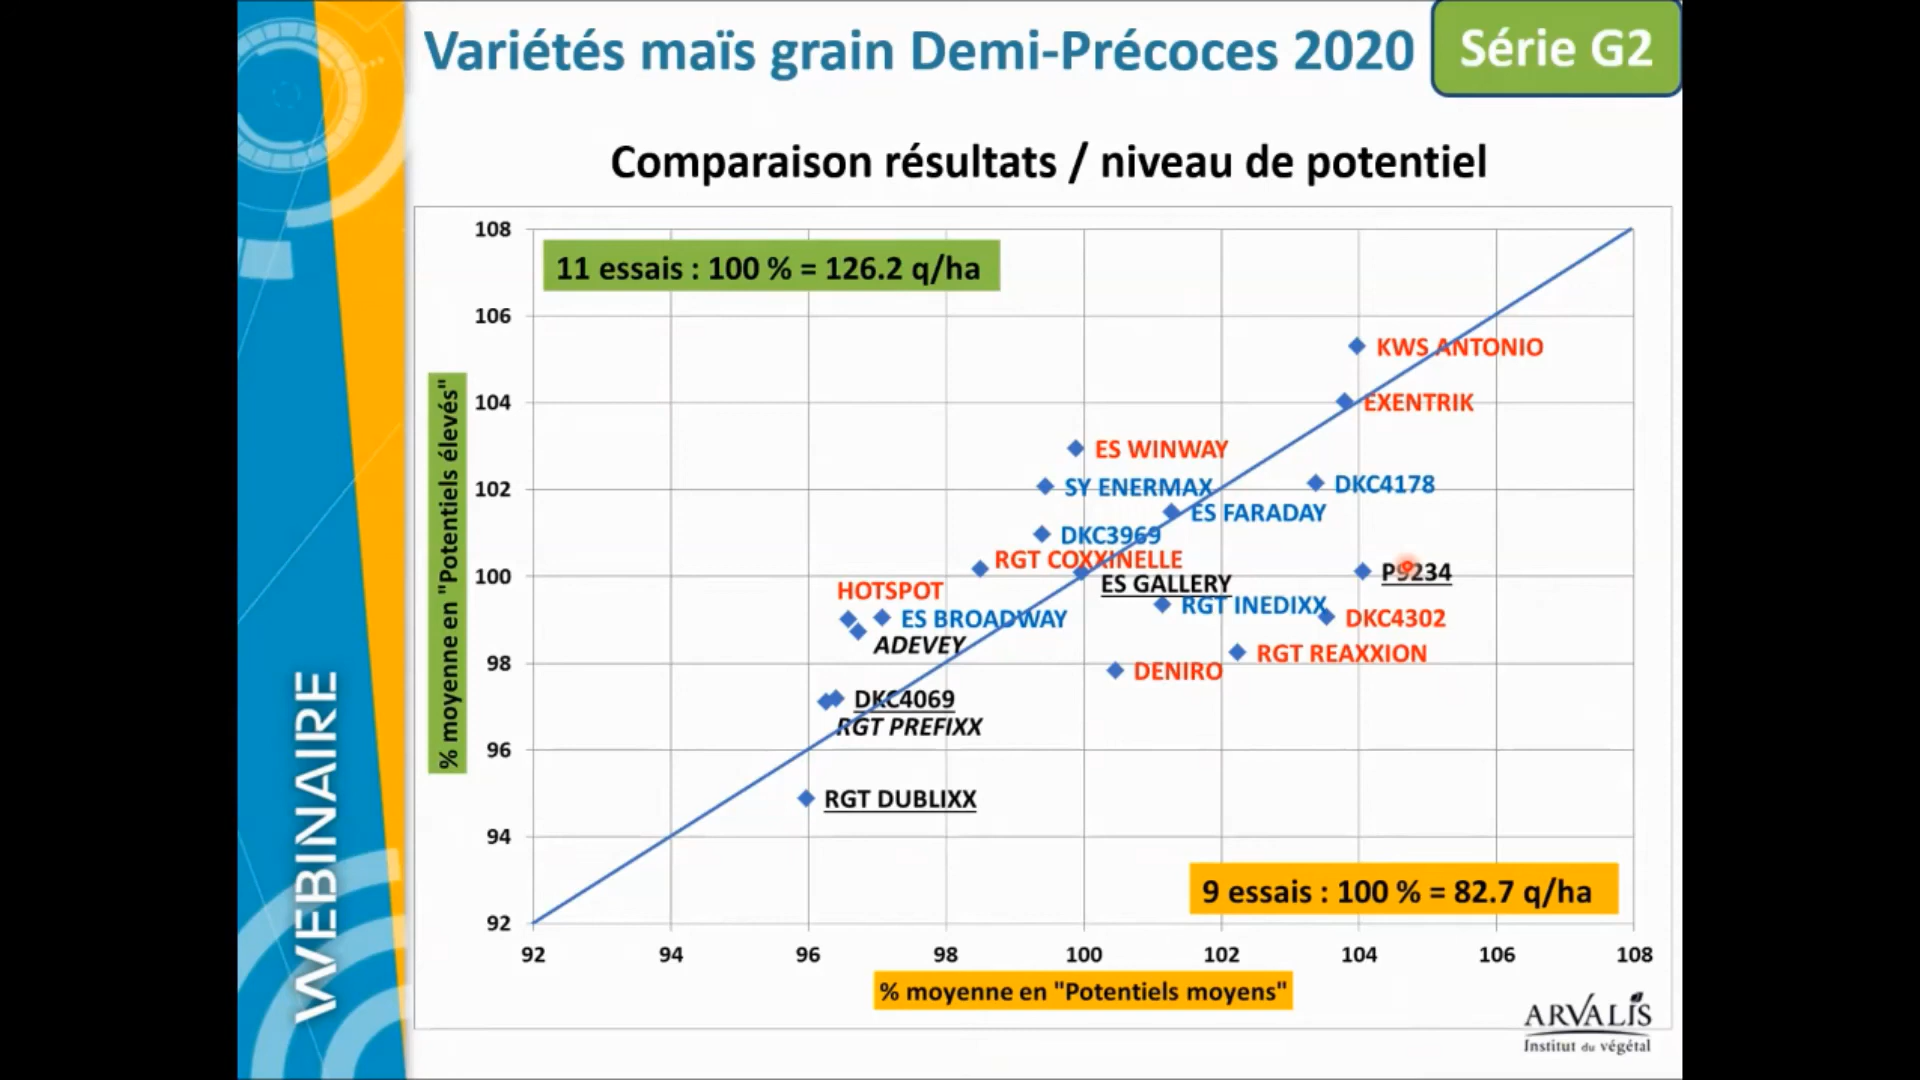 Variétés maïs grain Demi-Précoces 2020
Série G2
Comparaison résultats / niveau de potentiel
11 essais : 100 % = 126.2 q/ha
108
106
104
102
100
98
96
94
92
% moyenne en "Potentiels élevés"
KWS ANTONIO
EXENTRIK
ES WINWAY
SY ENERMAX
DKC4178
ES FARADAY
DKC3969
RGT COXXINELLE
P9234
ES GALLERY
HOTSPOT
RGT INEDIXX
ES BROADWAY
DKC4302
ADEVEY
RGT REAXXION
DENIRO
DKC4069
RGT PREFIXX
RGT DUBLIXX
9 essais : 100 % = 82.7 q/ha
92 94 96 98 100 102 104 106 108
% moyenne en "Potentiels moyens"
WEBINAIRE
ARVALIS
Institut du végétal